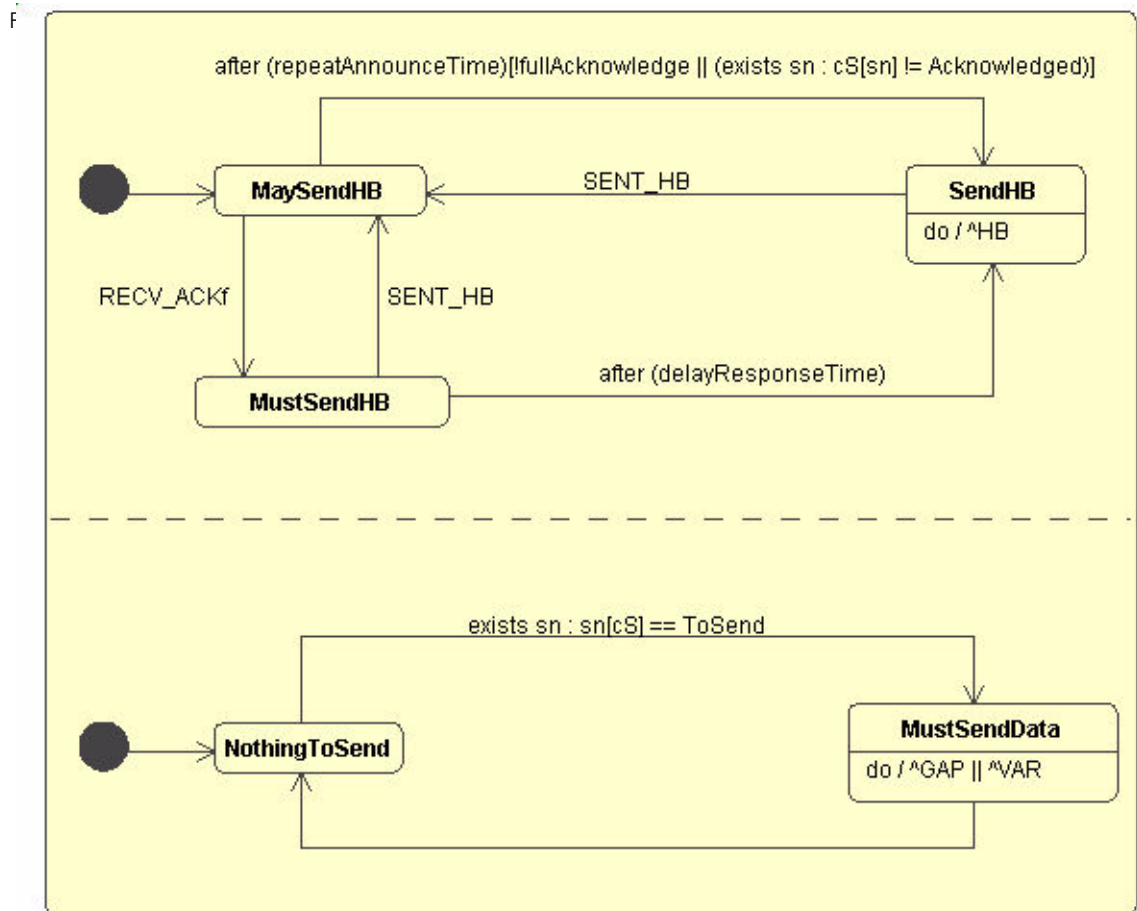 F
after (repeatAnnounceTime)[!fullAcknowledge || (exists sn : cS[sn] != Acknowledged)]
MaySendHB
SENT_HB
SendHB
do / ^HB
RECV_ACKf
SENT_HB
after (delayResponseTime)
MustSendHB
exists sn : sn[cS] == ToSend
NothingToSend
MustSendData
do / ^GAP || ^VAR